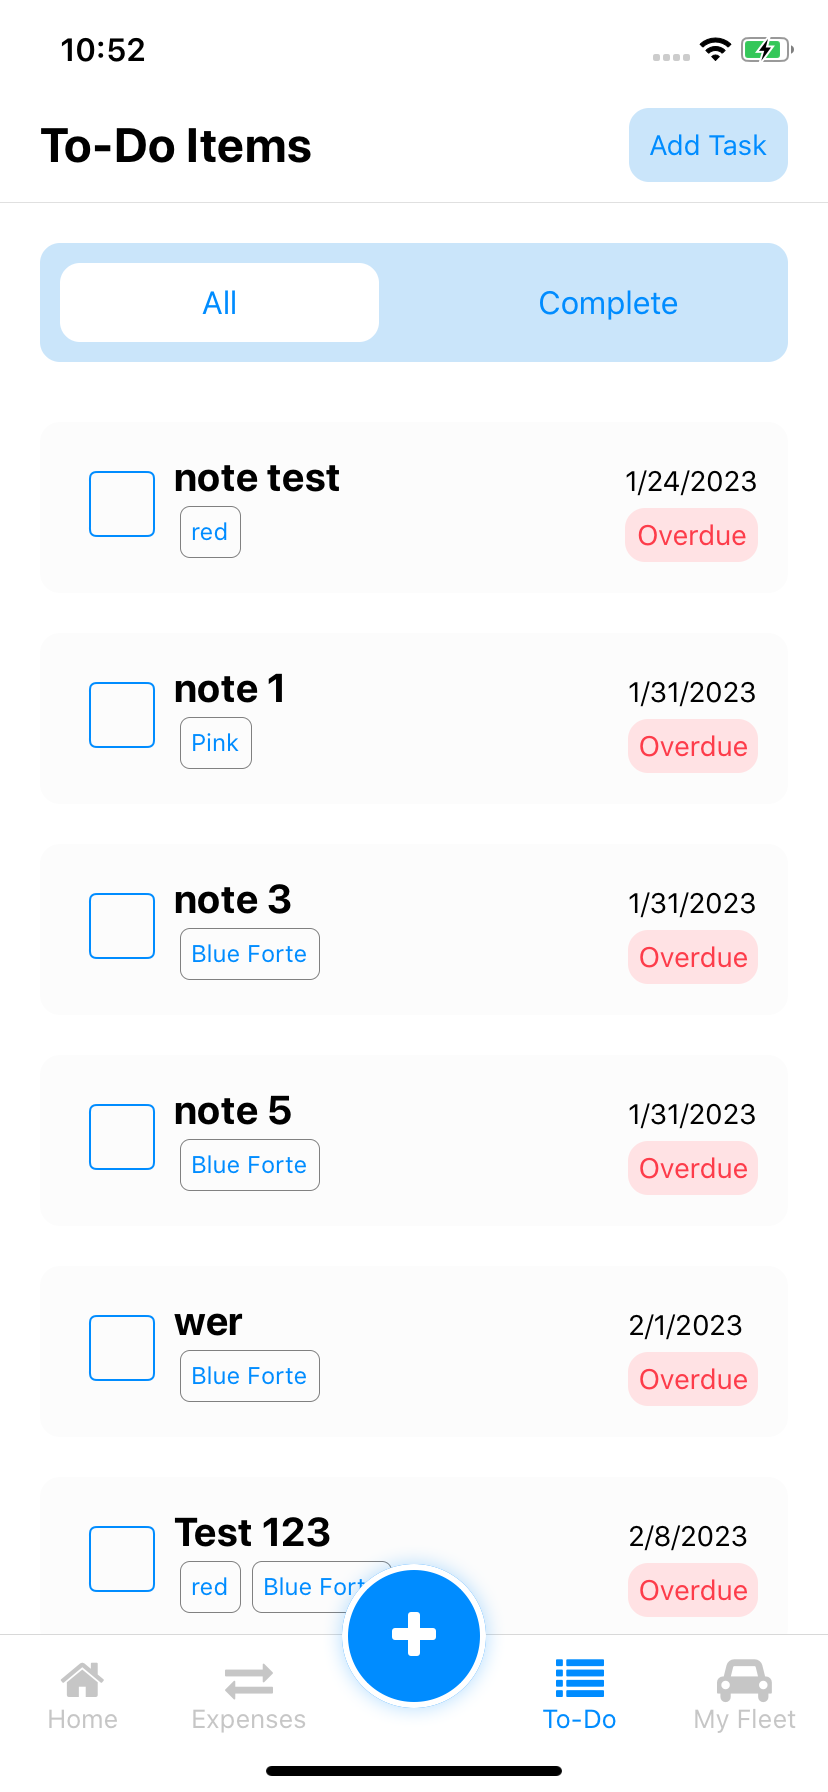 10:52
To-Do Items
Add Task
All
Complete
note test
1/24/2023
red
Overdue
note 1
1/31/2023
Pink
Overdue
note 3
1/31/2023
Blue Forte
Overdue
note 5
1/31/2023
Blue Forte
Overdue
wer
2/1/2023
Blue Forte
Overdue
Test 123
2/8/2023
red
Blue Fort
Overdue
Home
Expenses
To-Do
My Fleet